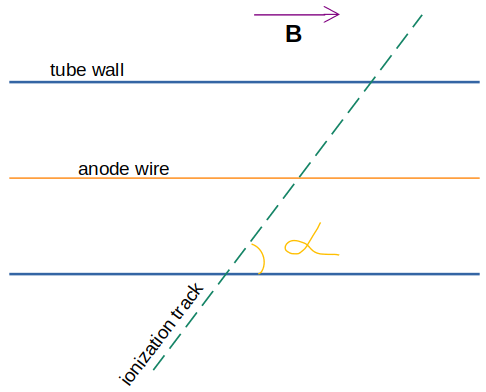 B
tube wall
anode wire
α
ionization track